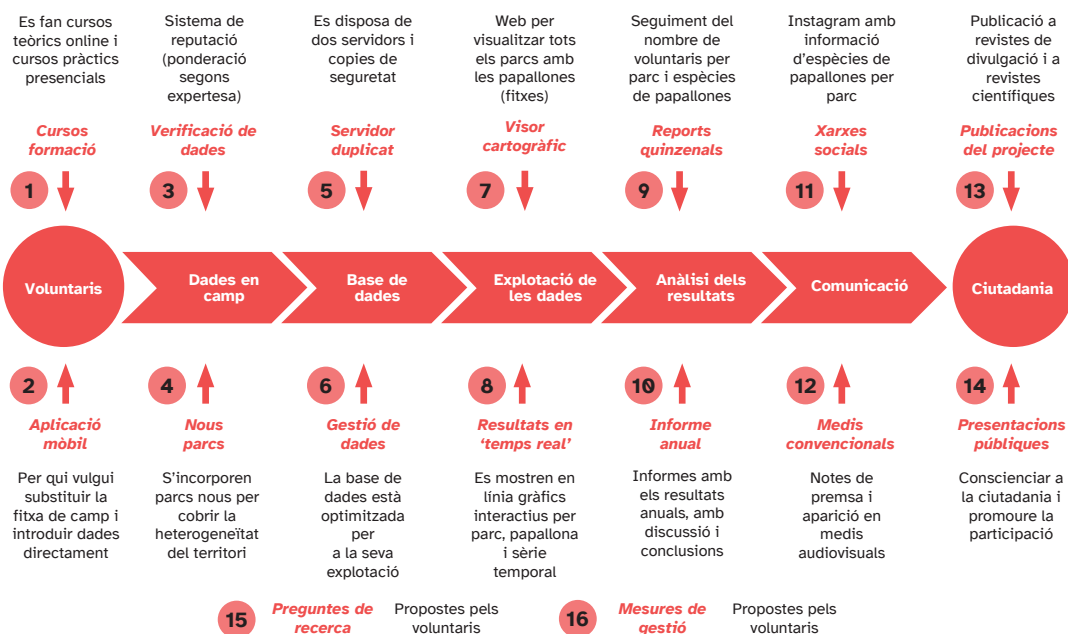 Es fan cursos
teòrics online i
cursos pràctics
presencials
Cursos
formació
1
Sistema de
reputació
(ponderació
segons
expertesa)
Verificació de
dades
3
Es disposa de
dos servidors i
copies de
seguretat
Servidor
duplicat
5
Web per
visualitzar tots
els parcs amb
les papallones
(fitxes)
Visor
cartogràfic
7
Seguiment del
nombre de
voluntaris per
parc i espècies
de papallones
Reports
quinzenals
9
Instagram amb
informació
d'espècies de
papallones per
parc
Xarxes
socials
11
Publicació a
revistes de
divulgació i a
revistes
científiques
Publicacions
del projecte
13
Voluntaris
Dades en
camp
Base de
dades
Explotació de
les dades
Anàlisi dels
resultats
Comunicació
Ciutadania
2
Aplicació
mòbil
Per qui vulgui
substituir la
fitxa de camp i
introduir dades
directament
4
Nous
parcs
S'incorporen
parcs nous per
cobrir la
heterogeneïtat
del territori
6
Gestió de
dades
La base de
dades està
optimitzada
per
a la seva
explotació
8
Resultats en
‘temps real’
Es mostren en
línia gràfics
interactius per
parc, papallona
i sèrie
temporal
10
Informe
anual
Informes amb
els resultats
anuals, amb
discussió i
conclusions
12
Medis
convencionals
Notes de
premsa i
aparició en
medis
audiovisuals
14
Presentacions
públiques
Conscienciar a
la ciutadania i
promoure la
participació
15
Preguntes de
recerca
Propostes pels
voluntaris
16
Mesures de
gestió
Propostes pels
voluntaris